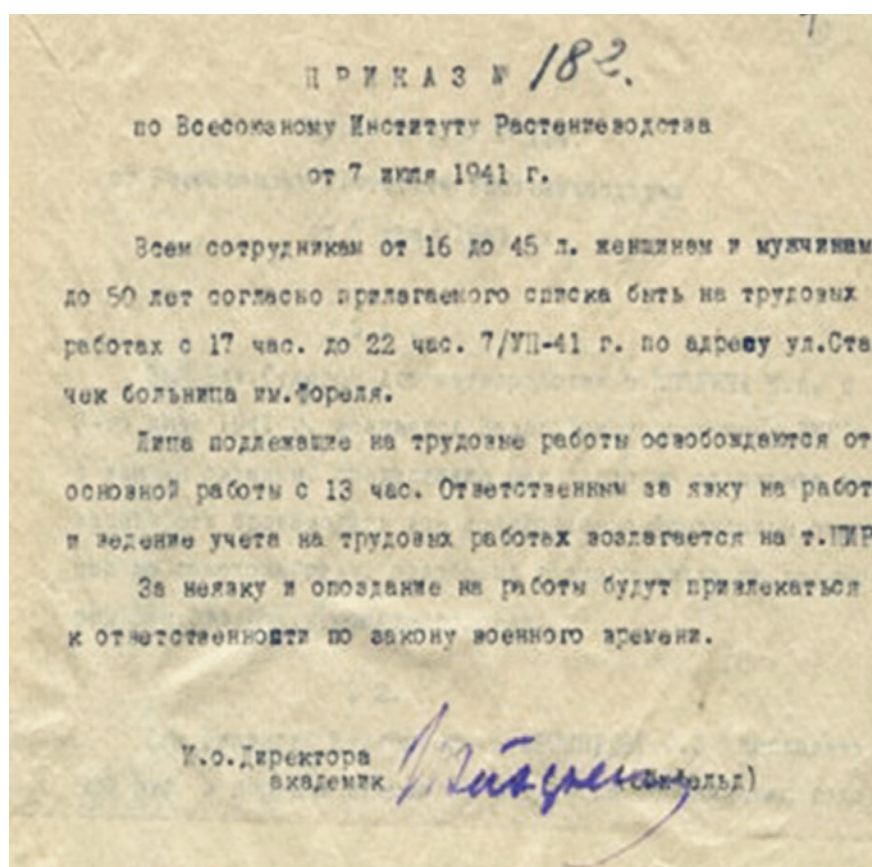 ПРИКАЗ № 182.
по Всесоюзному Институту Растениеводства
от 7 июля 1941 г.
Всем сотрудникам от 16 до 45 л. женщинам и мужчинам
до 50 лет согласно прилагаемого списка быть на трудовых
работах с 17 час. до 22 час. 7/УП-41 г. по адресу ул.Ста
чек больница им.Фореля.
Лица подлежащие на трудовые работы освобождаются от
основной работы с 13 час. Ответственным за явку на работ
и ведение учета на трудовых работах возлагается на
За неявку и опоздание на работы будут привлекаться
к ответственности по закону военного времени.
И.о.Директора
академик